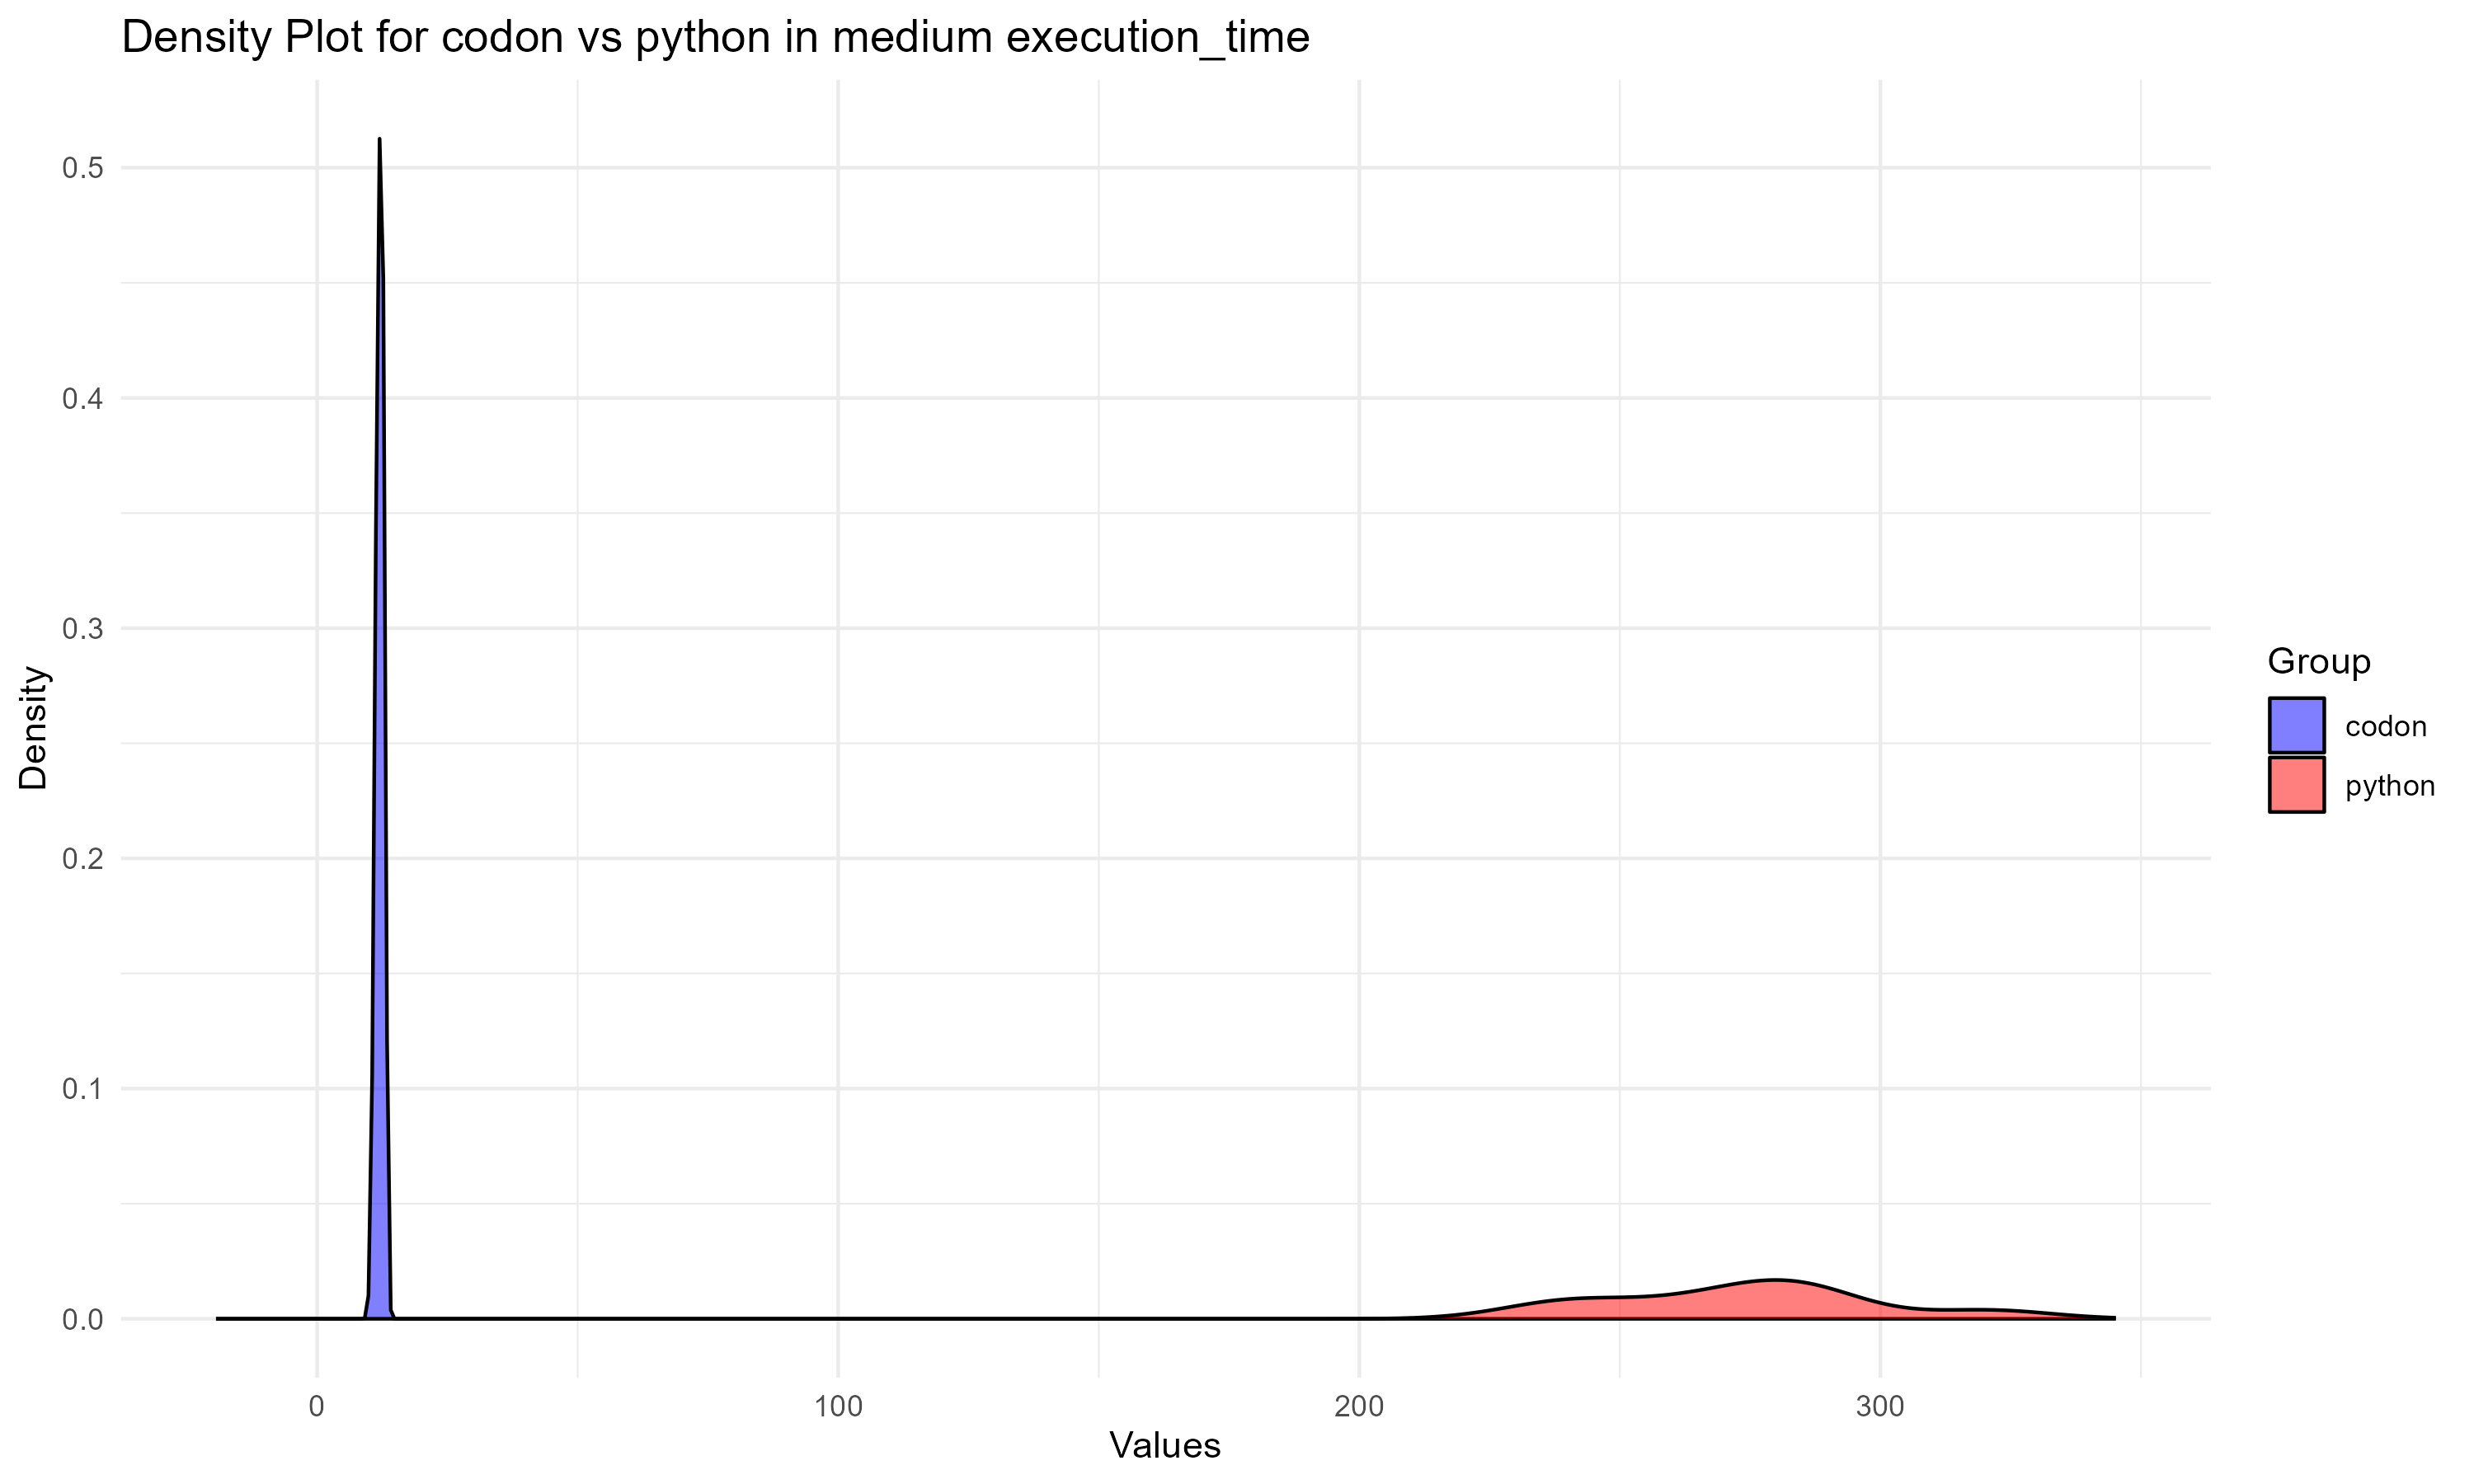 Density Plot for codon vs python in medium execution_time
Density
0.5
0.4
0.3
0.2
0.1
0.0
0 100 200 300
Values
Group
codon
python